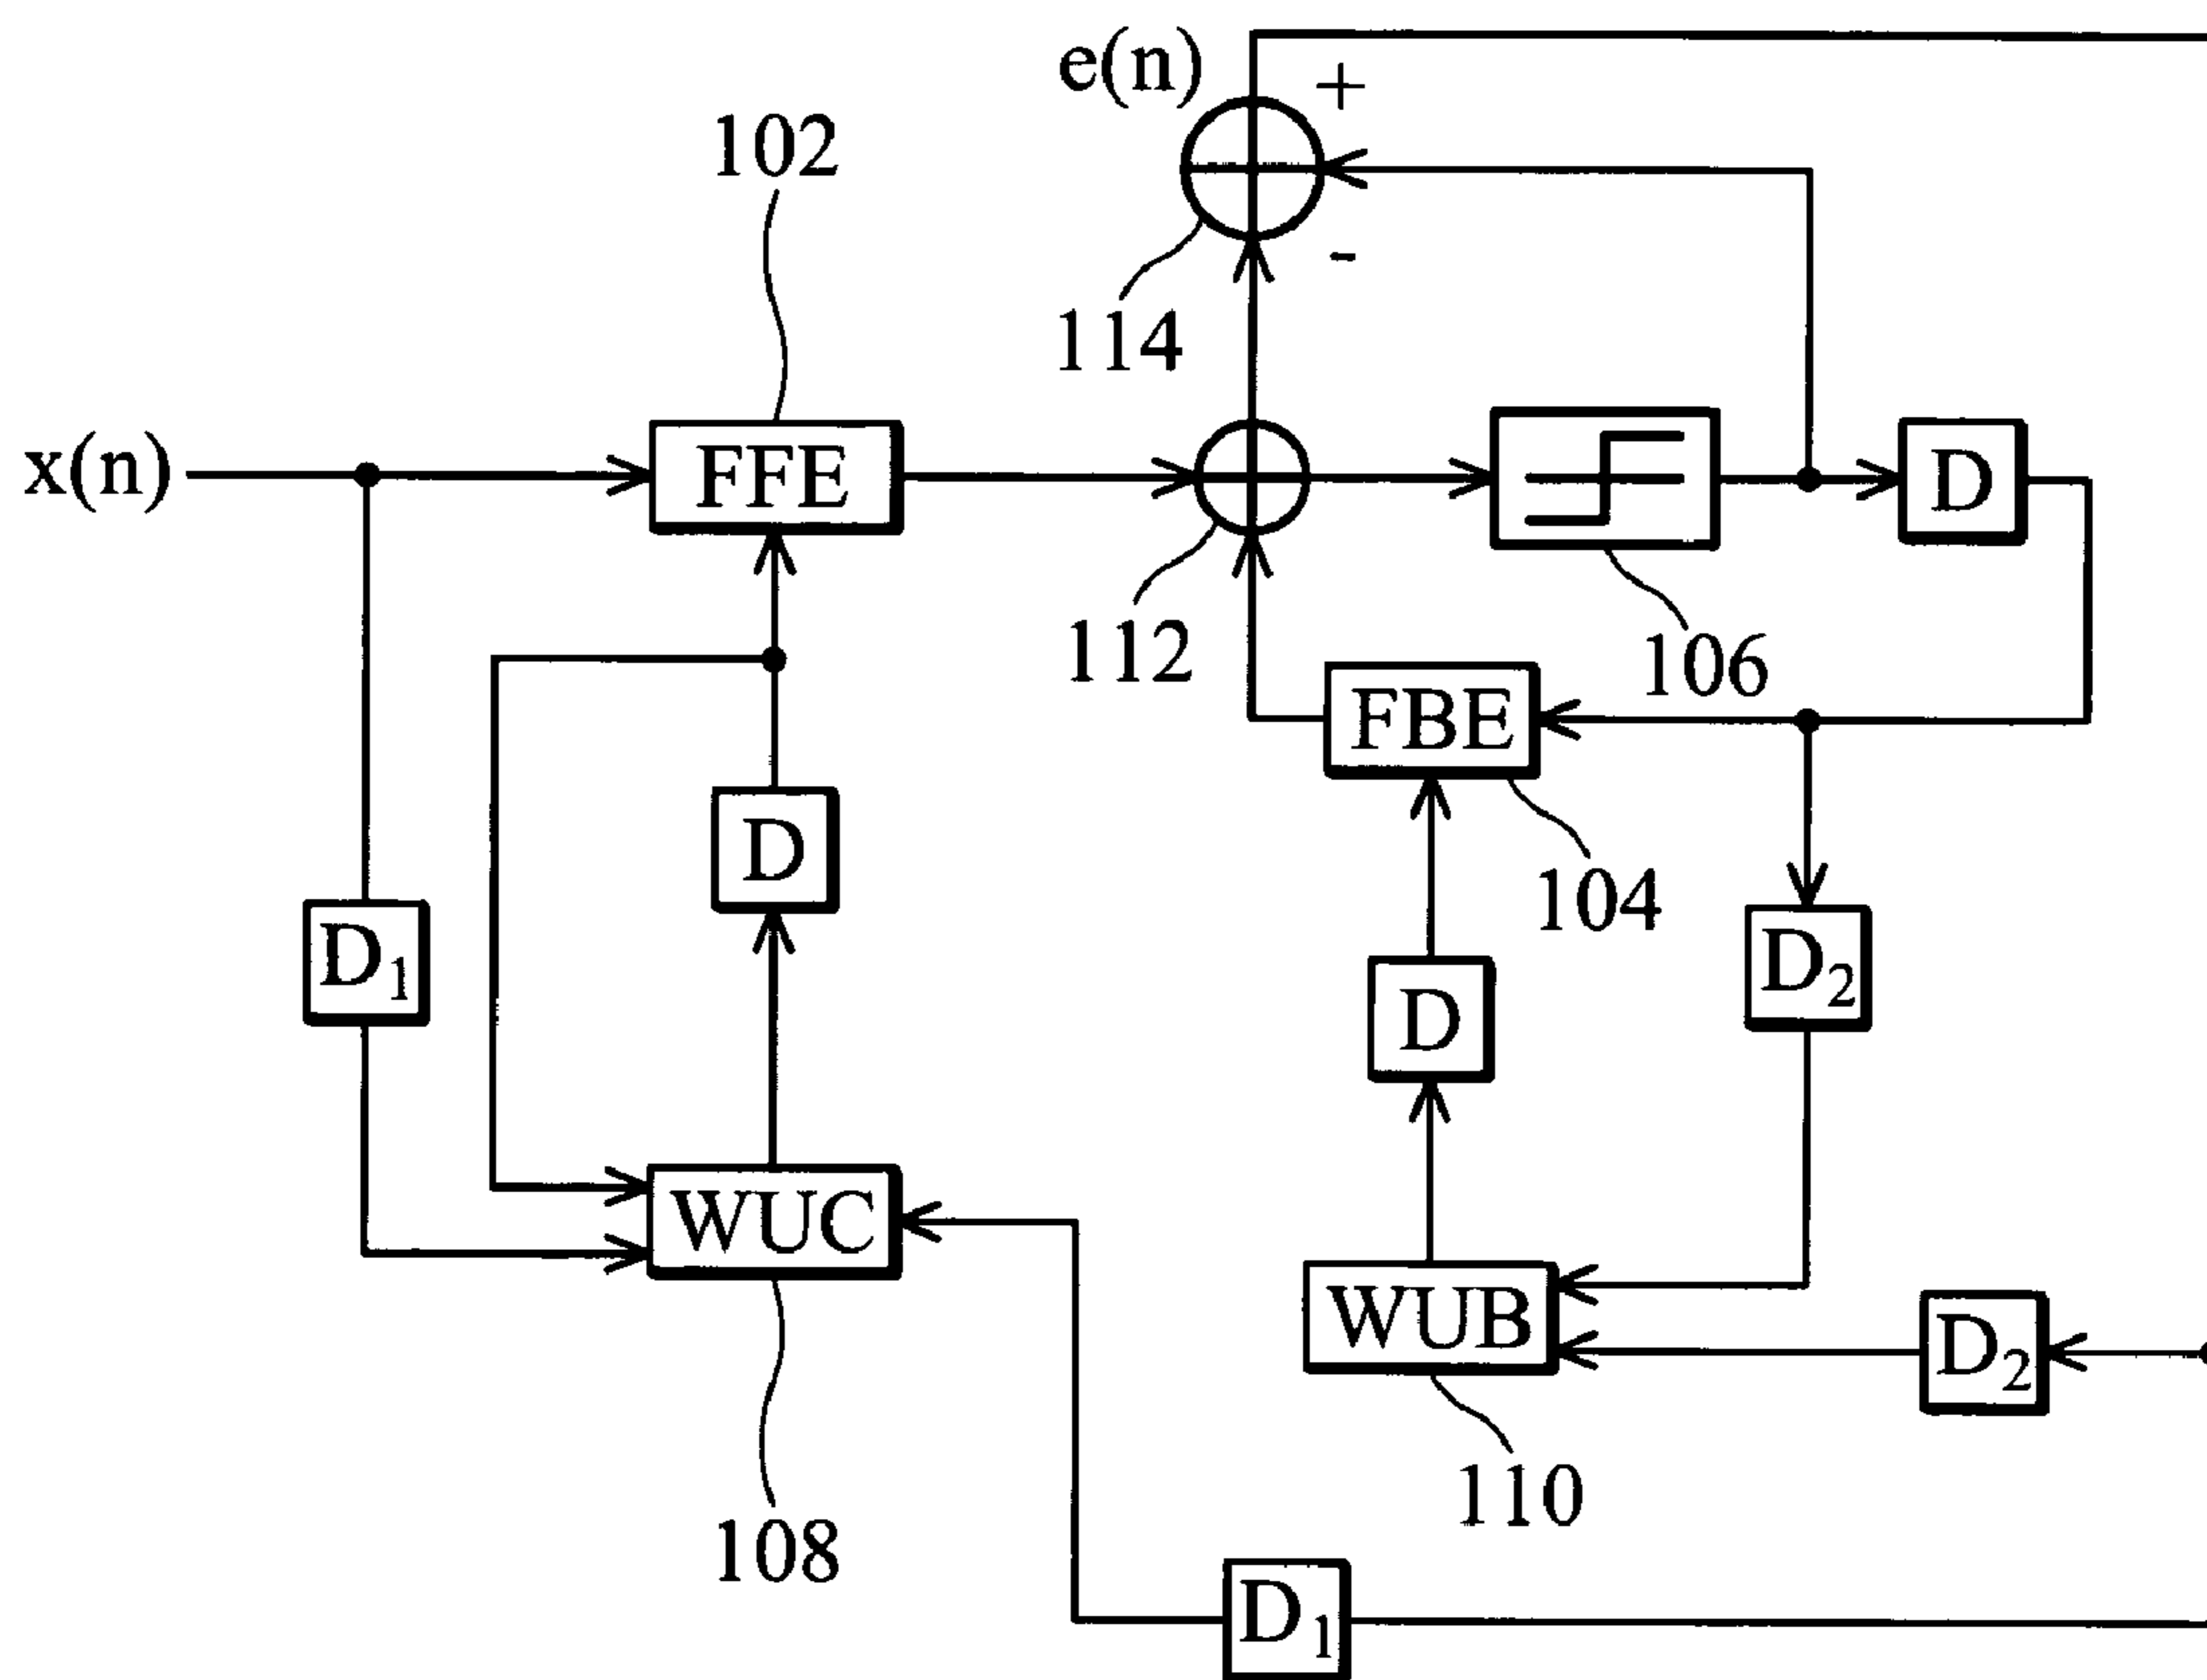 e(n)
+
102
-
114
x(n)
FFE
D
112
106
FBE
D
104
D1
D2
D
WUC
WUB
D2
110
108
D1